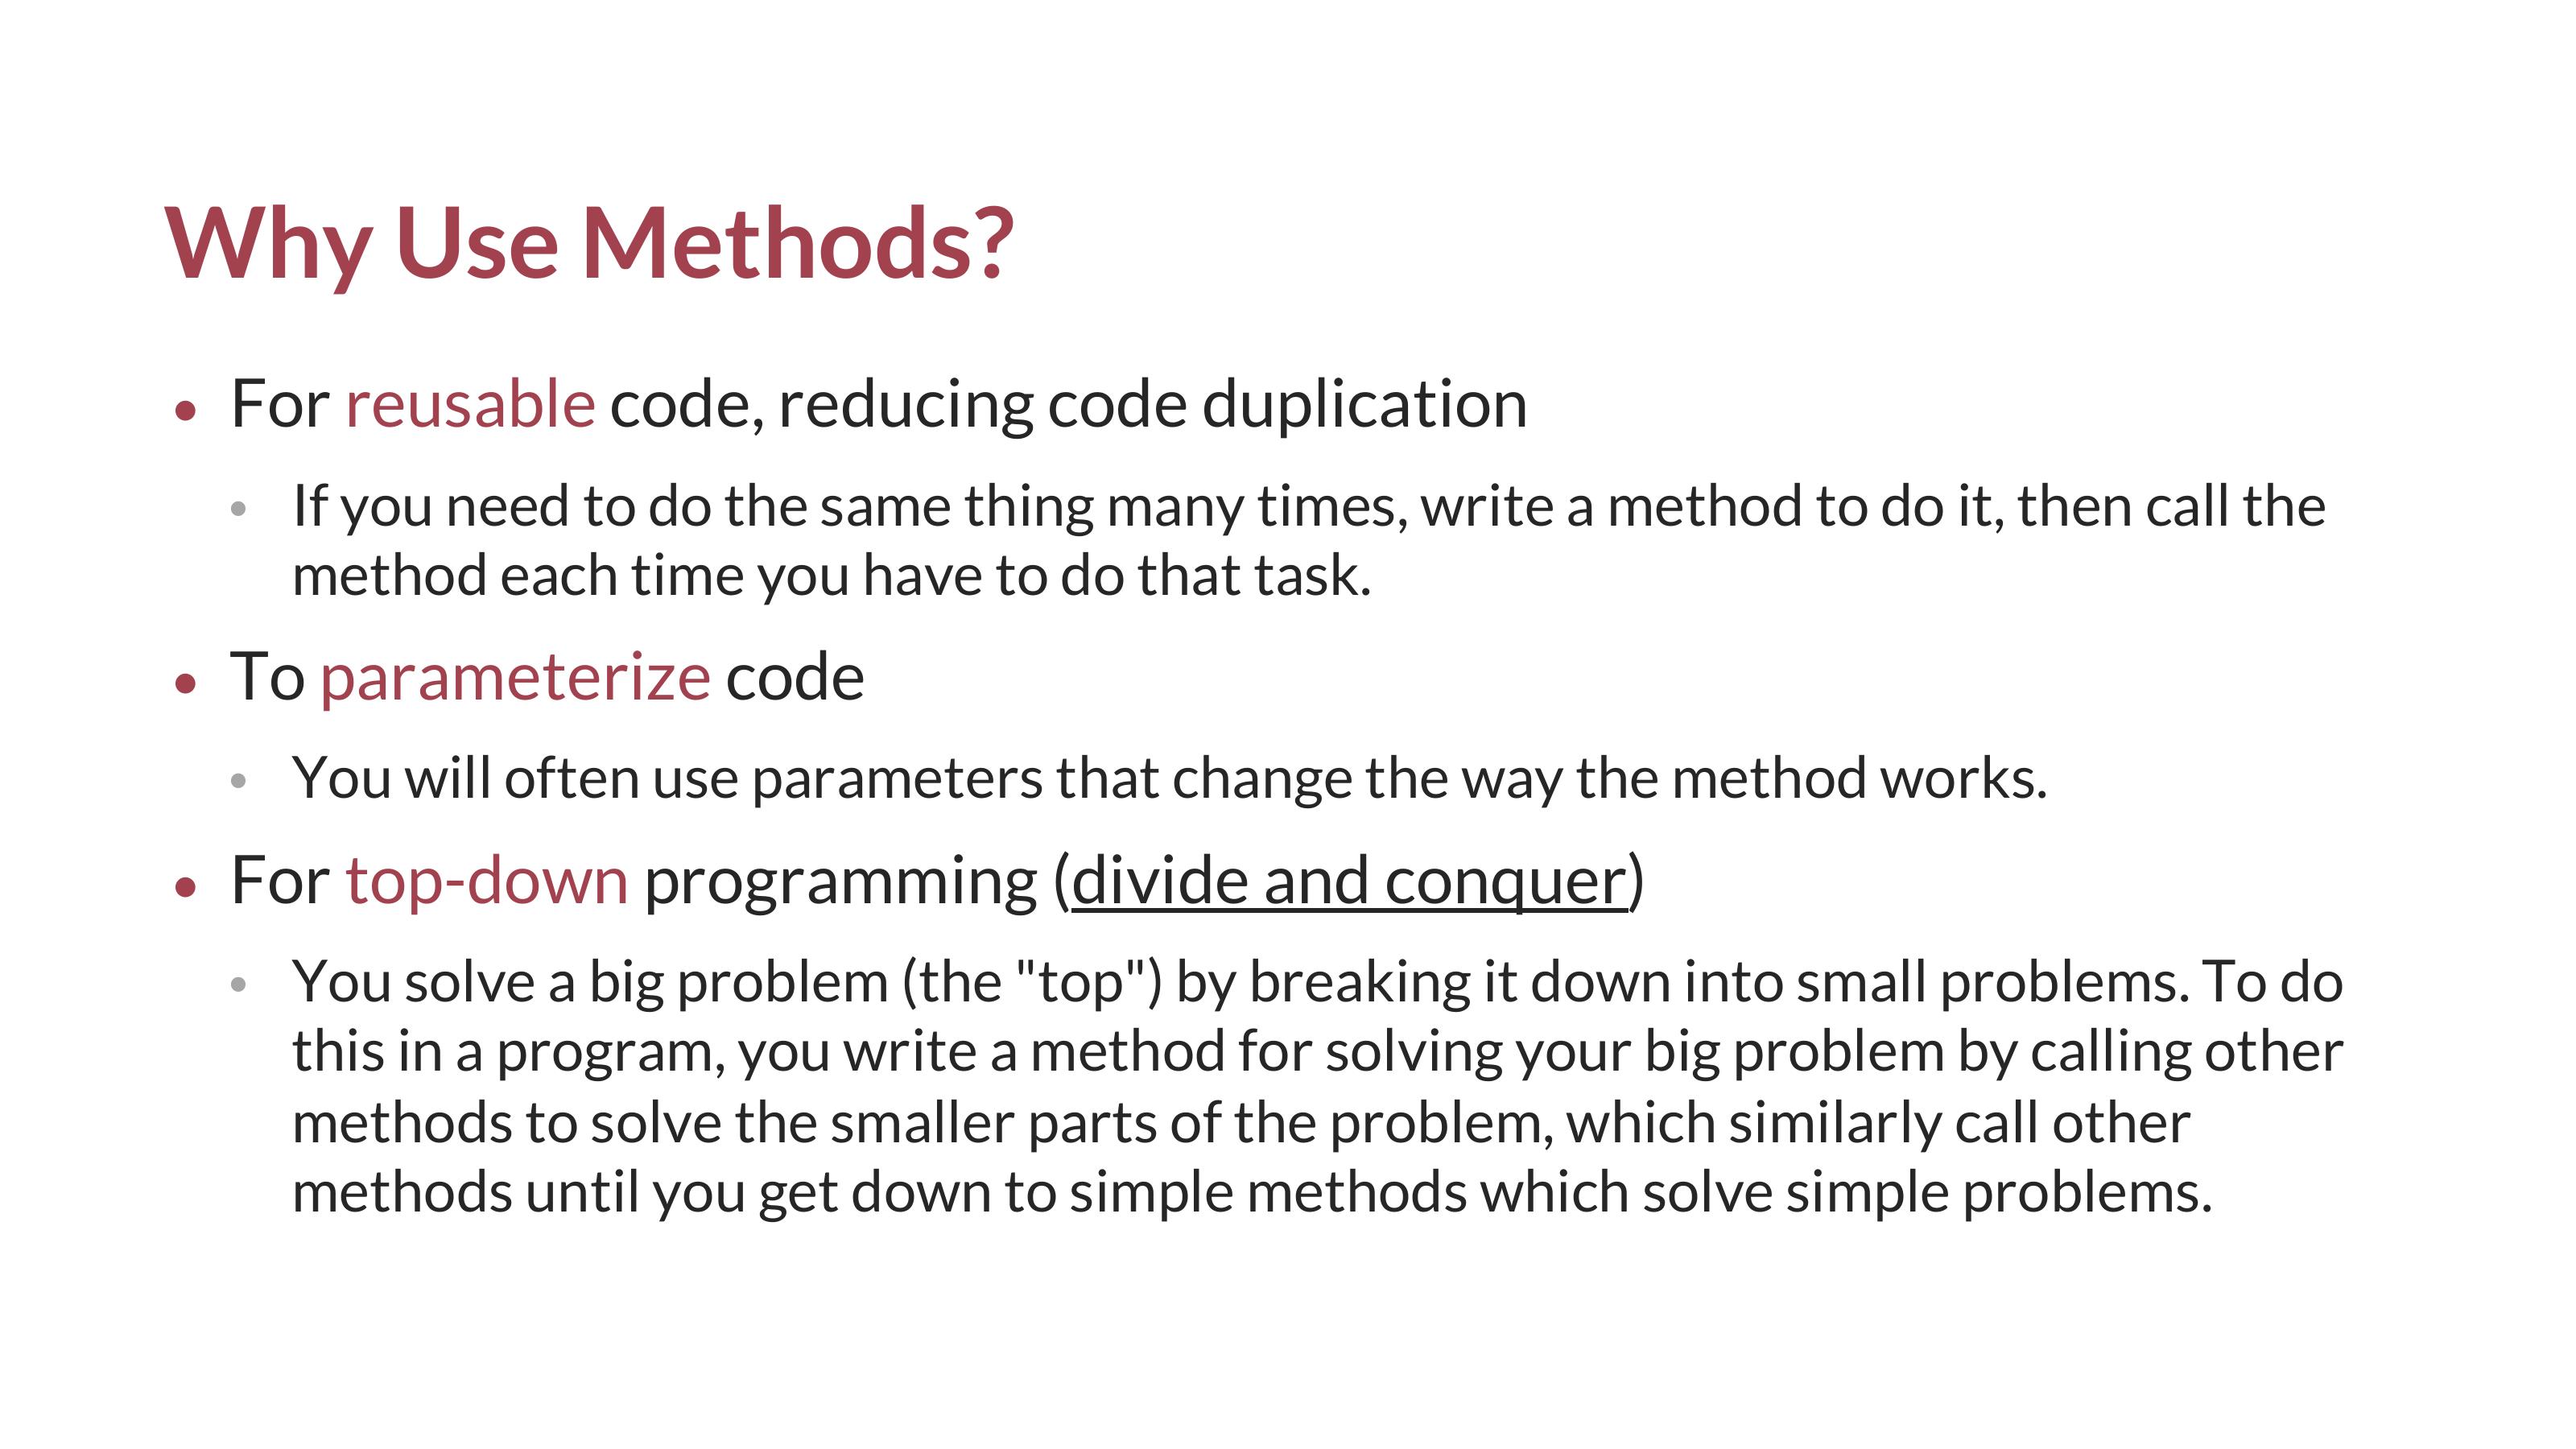 Why Use Methods?
• For reusable code, reducing code duplication
• If you need to do the same thing many times, write a method to do it, then call the
method each time you have to do that task.
• To parameterize code
• You will often use parameters that change the way the method works.
• For top-down programming (divide and conquer)
• You solve a big problem (the "top") by breaking it down into small problems. To do
this in a program, you write a method for solving your big problem by calling other
methods to solve the smaller parts of the problem, which similarly call other
methods until you get down to simple methods which solve simple problems.